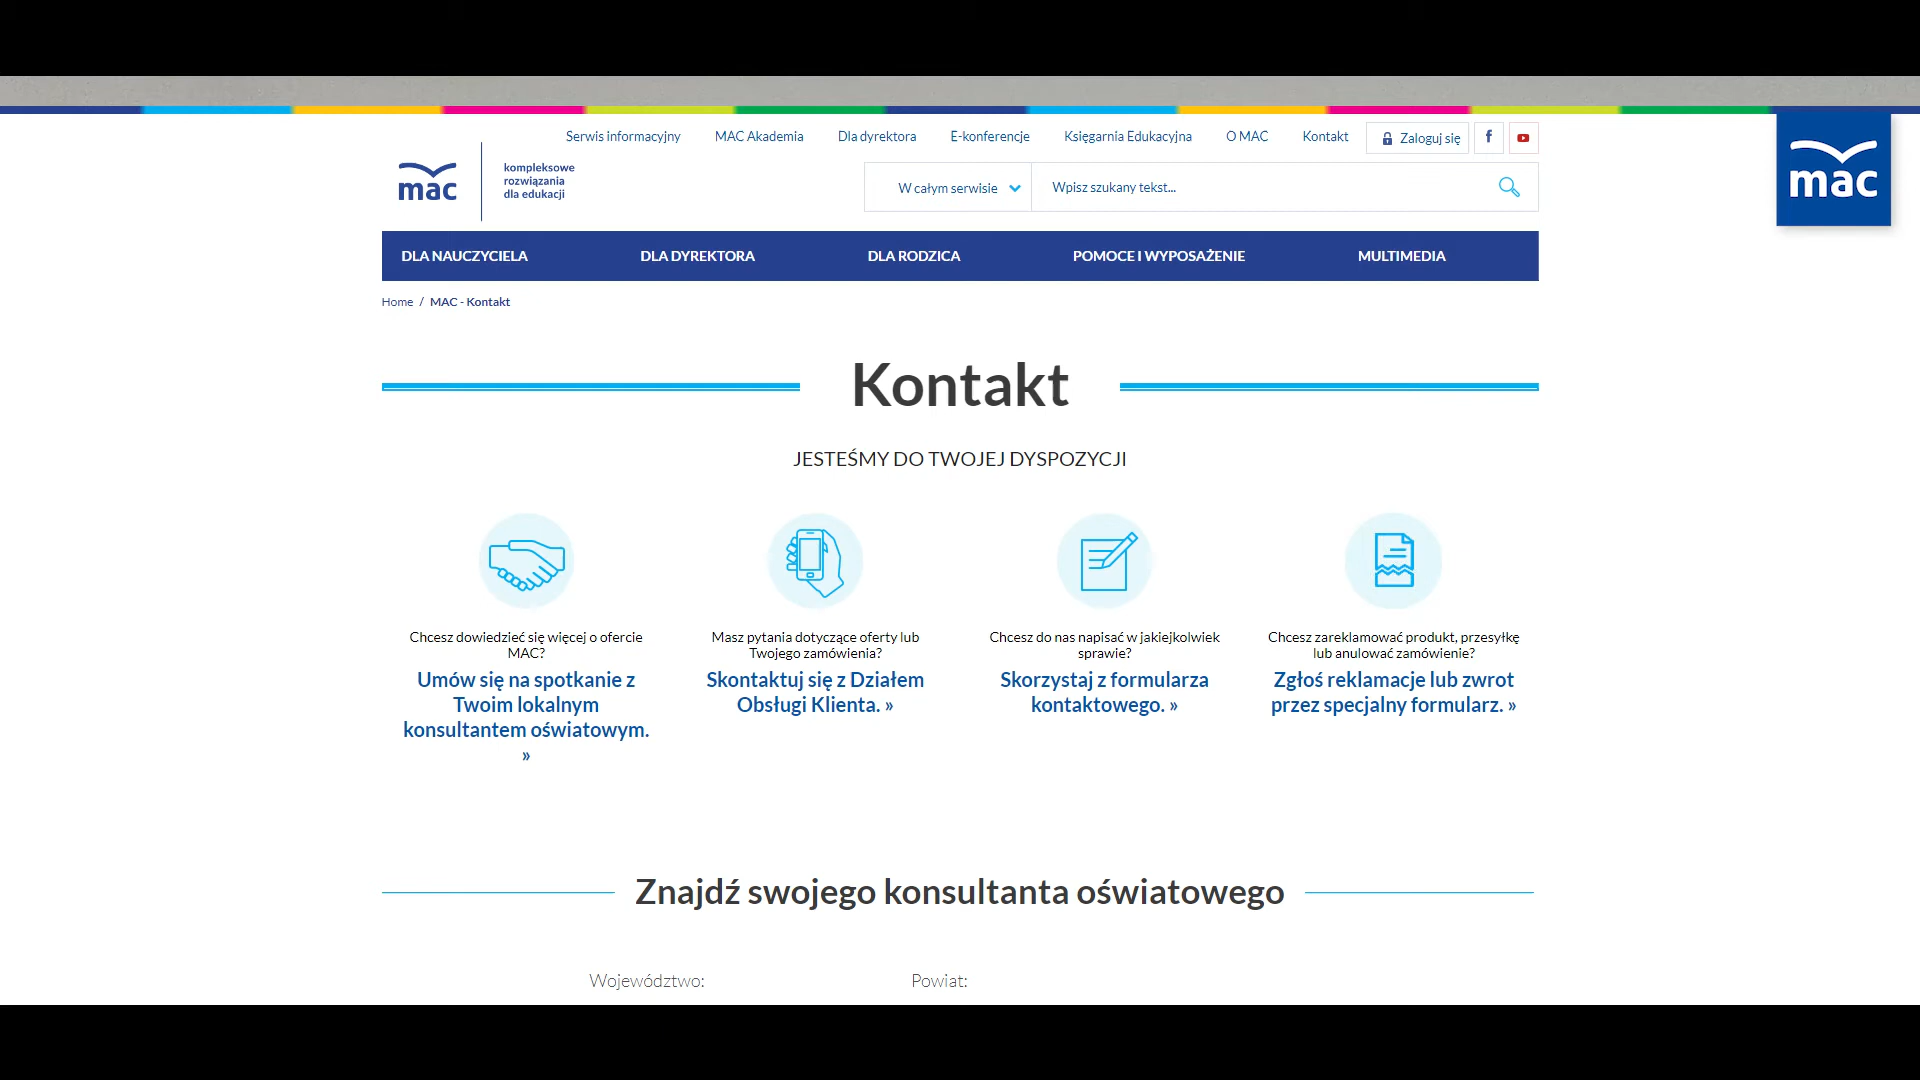 Serwis informacyjny MAC Akademia Dla dyrektora E-konferencje Księgarnia Edukacyjna O MAC Kontakt Zaloguj się f
mac
kompleksowe
rozwiązania
dla edukacji
W całym serwisie Wpisz szukany tekst...
mac
DLA NAUCZYCIELA DLA DYREKTORA DLA RODZICA POMOCE I WYPOSAŻENIE MULTIMEDIA
Home / MAC - Kontakt
Kontakt
JESTEŚMY DO TWOJEJ DYSPOZYCJI
Chcesz dowiedzieć się więcej o ofercie
MAC?
Umów się na spotkanie z
Twoim lokalnym
konsultantem oświatowym.
»
Masz pytania dotyczące oferty lub
Twojego zamówienia?
Skontaktuj się z Działem
Obsługi Klienta. »
Chcesz do nas napisać w jakiejkolwiek
sprawie?
Skorzystaj z formularza
kontaktowego. »
Chcesz zareklamować produkt, przesyłkę
lub anulować zamówienie?
Zgłoś reklamacje lub zwrot
przez specjalny formularz. »
Znajdź swojego konsultanta oświatowego
Województwo: Powiat: